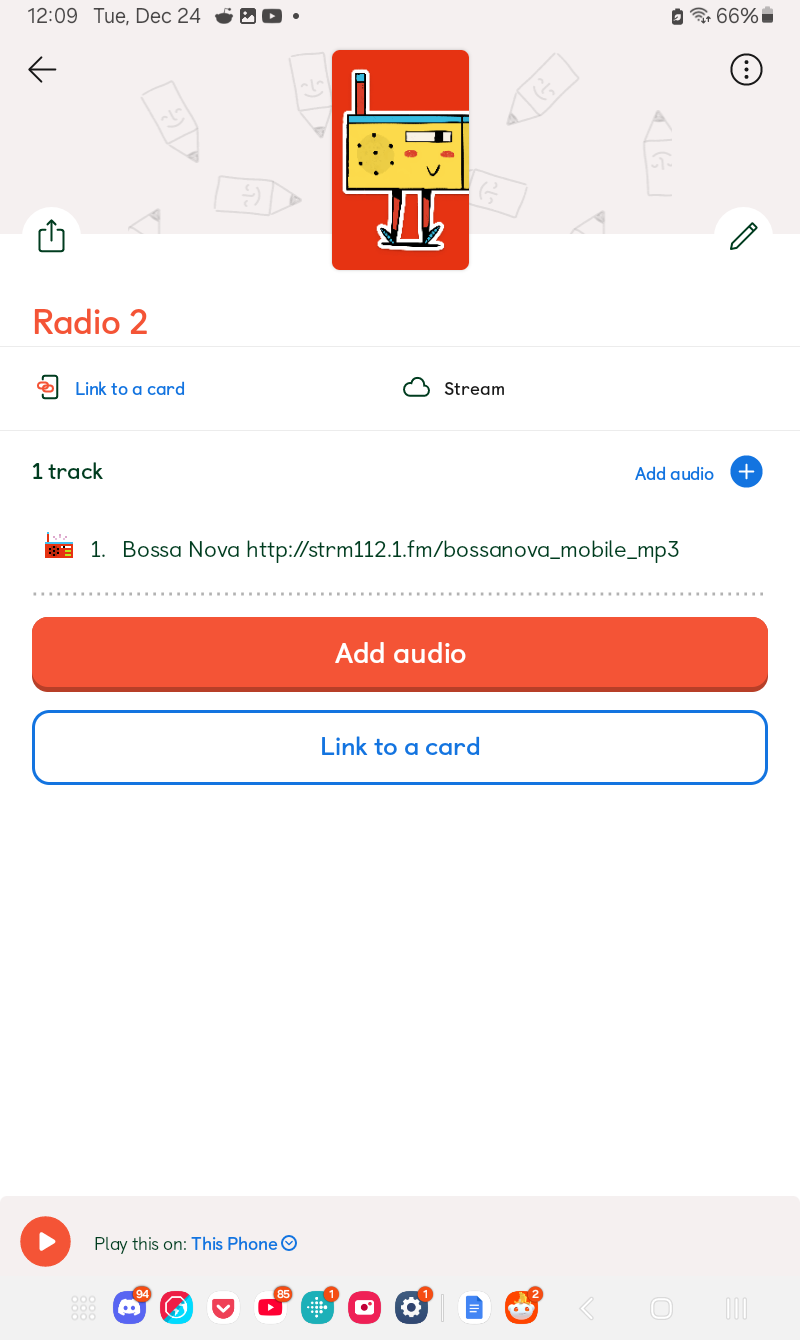 12:09 Tue, Dec 24 66%
Radio 2
Link to a card Stream
1 track Add audio
1. Bossa Nova http://strm112.1.fm/bossanova_mobile_mp3
Add audio
Link to a card
Play this on: This Phone
94 85 1 1 2